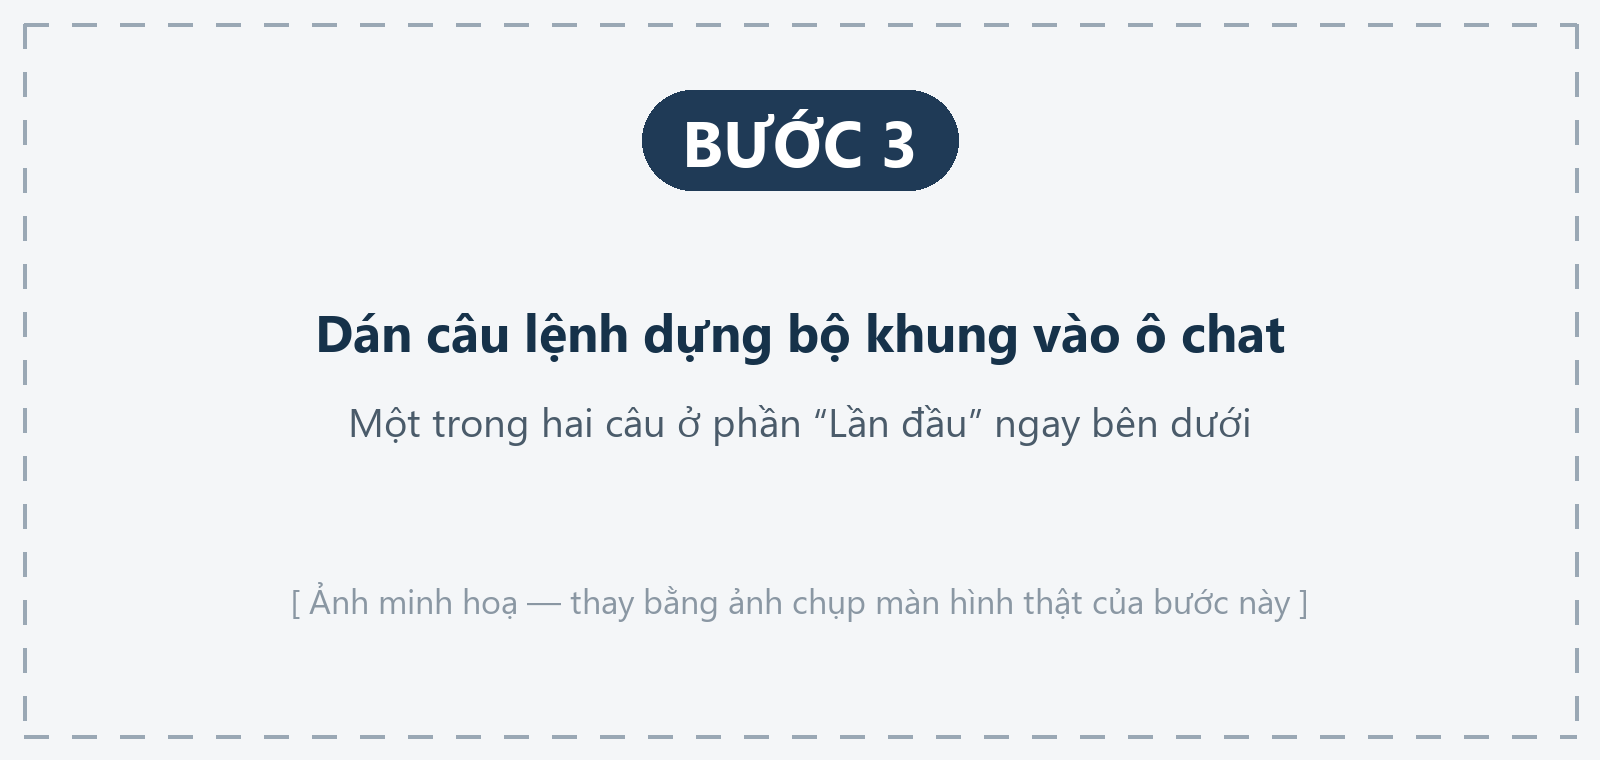 BƯỚC 3
Dán câu lệnh dựng bộ khung vào ô chat
Một trong hai câu ở phần “Lần đầu” ngay bên dưới
[ Ảnh minh hoạ — thay bằng ảnh chụp màn hình thật của bước này ]